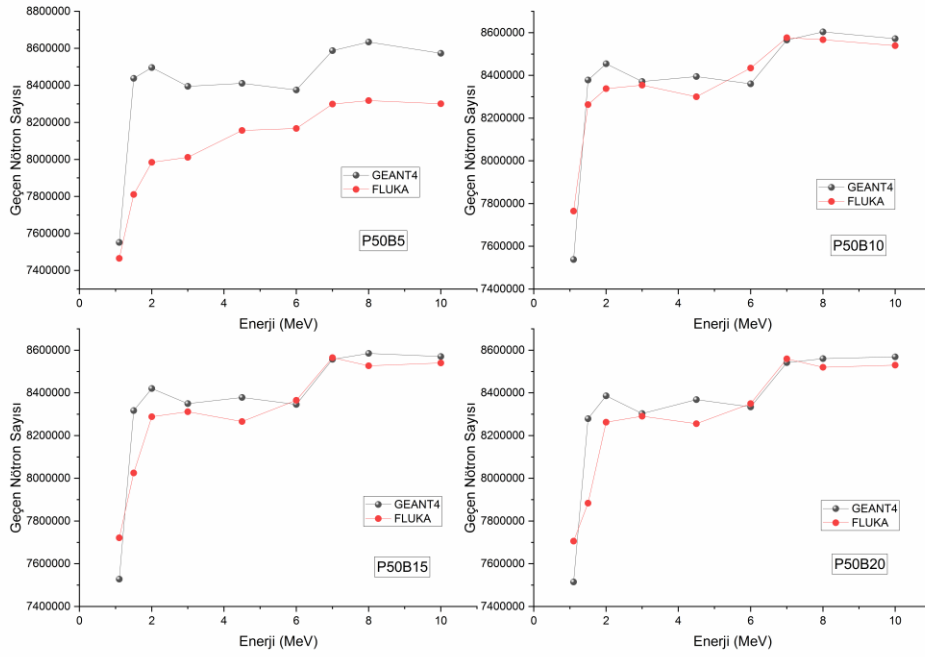 8800000
8600000
8400000
8200000
8000000
7800000
7600000
7400000
Geçen Nötron Sayısı
GEANT4
FLUKA
P50B5
0 2 4 6 8 10
Enerji (MeV)
8600000
8400000
8200000
8000000
7800000
7600000
7400000
Geçen Nötron Sayısı
GEANT4
FLUKA
P50B10
0 2 4 6 8 10
Enerji (MeV)
8600000
8400000
8200000
8000000
7800000
7600000
7400000
Geçen Nötron Sayısı
GEANT4
FLUKA
P50B15
0 2 4 6 8 10
Enerji (MeV)
8600000
8400000
8200000
8000000
7800000
7600000
7400000
Geçen Nötron Sayısı
GEANT4
FLUKA
P50B20
0 2 4 6 8 10
Enerji (MeV)